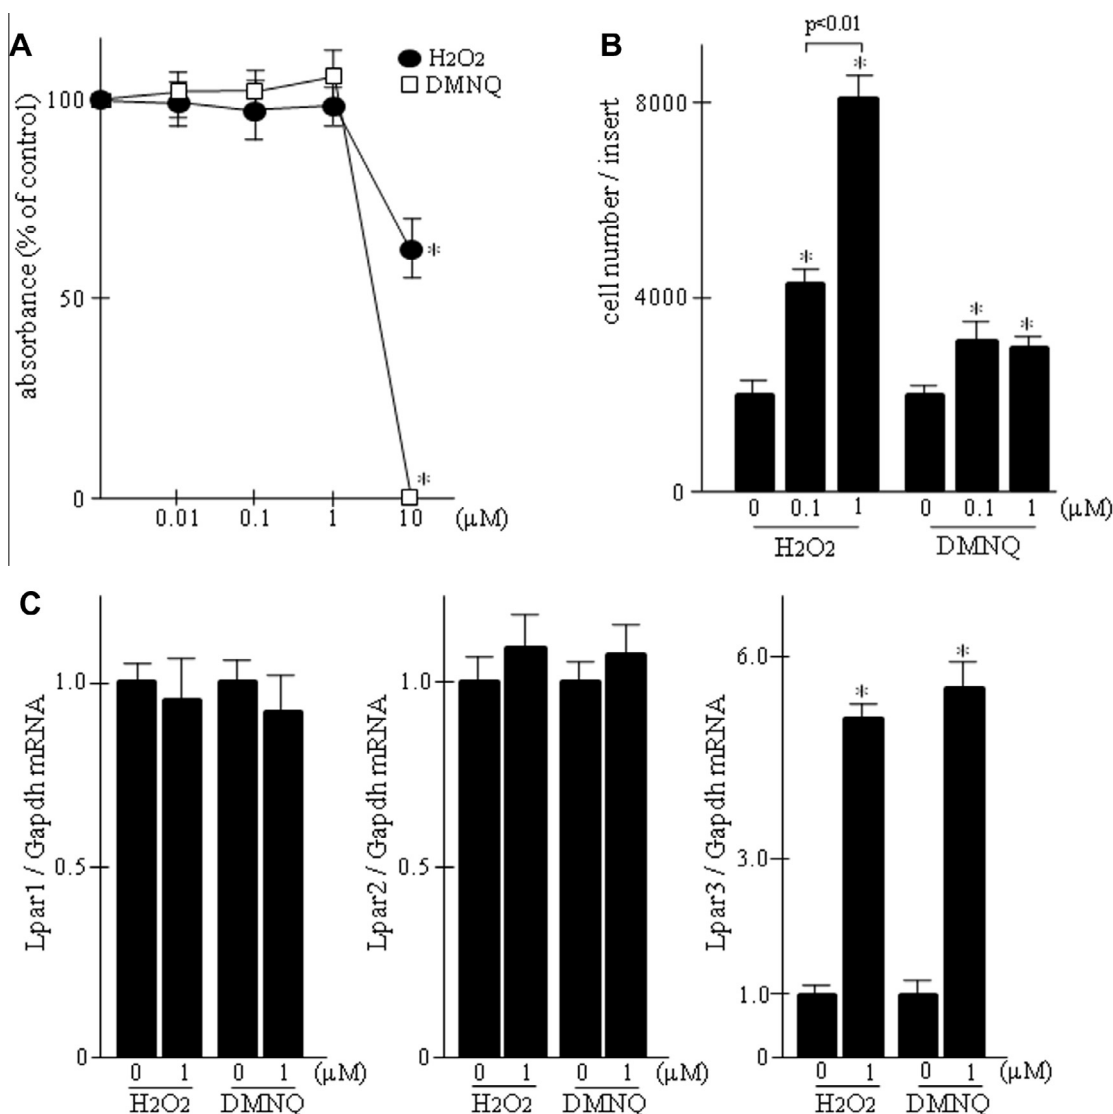 A
H2O2
DMNQ
absorbance (% of control)
100
50
0
0.01 0.1 1 10 (µM)
*
*
B
p<0.01
cell number / insert
8000
4000
0
*
*
*
*
0 0.1 1 0 0.1 1 (µM)
H2O2 DMNQ
C
Lpar1 / Gapdh mRNA
1.0
0.5
0
0 1 0 1 (µM)
H2O2 DMNQ
Lpar2 / Gapdh mRNA
1.0
0.5
0
0 1 0 1 (µM)
H2O2 DMNQ
Lpar3 / Gapdh mRNA
6.0
3.0
1.0
0
*
*
0 1 0 1 (µM)
H2O2 DMNQ